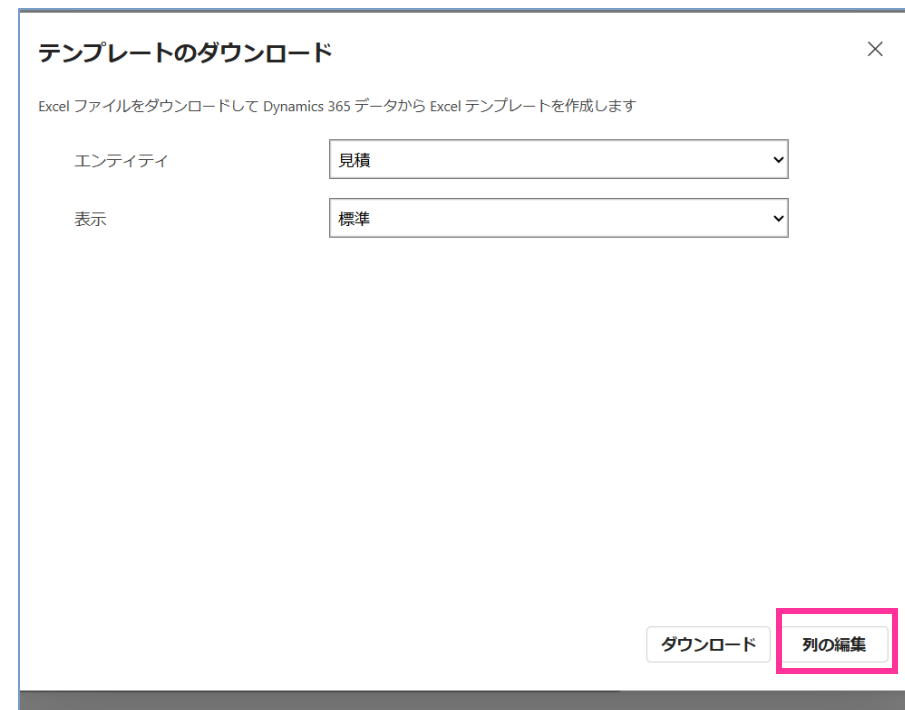 テンプレートのダウンロード
Excel ファイルをダウンロードして Dynamics 365 データから Excel テンプレートを作成します
エンティティ
見積
表示
標準
ダウンロード
列の編集